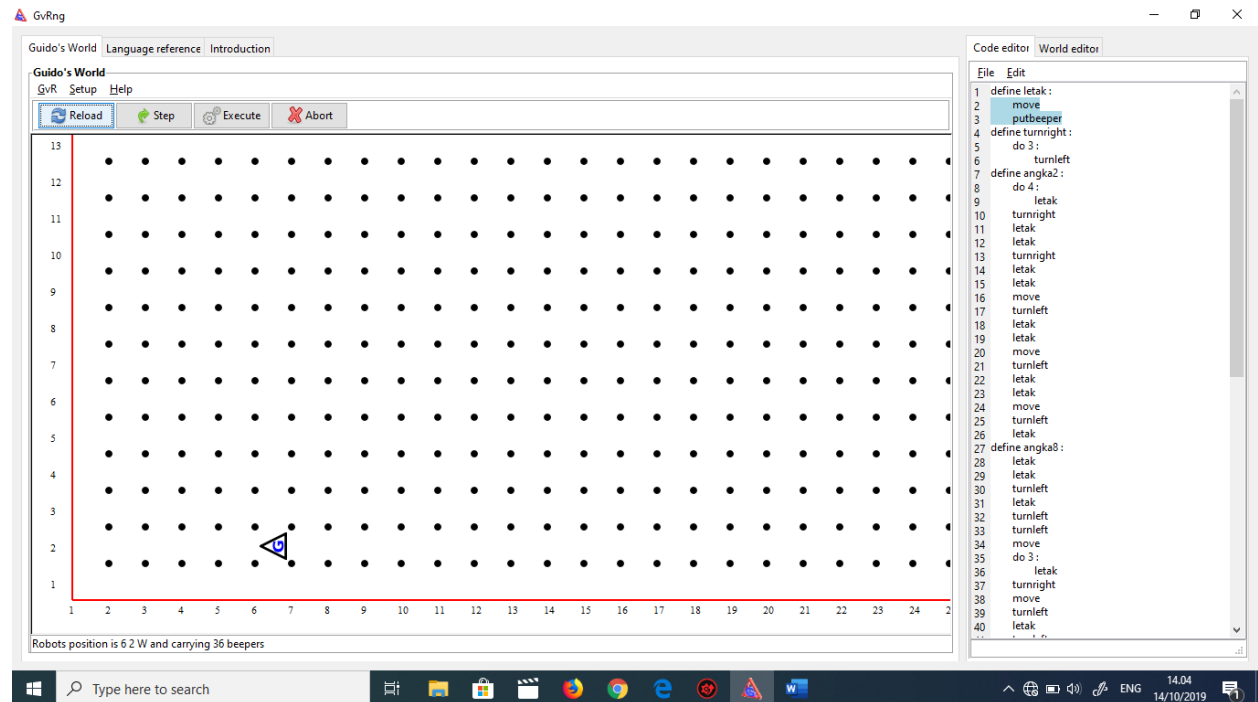 GvRng
Guido's World Language reference Introduction
Guido's World
GvR Setup Help
Reload Step Execute Abort
13
12
11
10
9
8
7
6
5
4
3
2
1
G
1 2 3 4 5 6 7 8 9 10 11 12 13 14 15 16 17 18 19 20 21 22 23 24 2
Robots position is 6 2 W and carrying 36 beepers
Code editor World editor
File Edit
1 define letak :
2 move
3 putbeeper
4 define turnright :
5 do 3 :
6 turnleft
7 define angka2 :
8 do 4 :
9 letak
10 turnright
11 letak
12 letak
13 turnright
14 letak
15 letak
16 move
17 turnleft
18 letak
19 letak
20 move
21 turnleft
22 letak
23 letak
24 move
25 turnleft
26 letak
27 define angka8 :
28 letak
29 letak
30 turnleft
31 letak
32 turnleft
33 turnleft
34 move
35 do 3 :
36 letak
37 turnright
38 move
39 turnleft
40 letak
Type here to search
ENG
14.04
14/10/2019